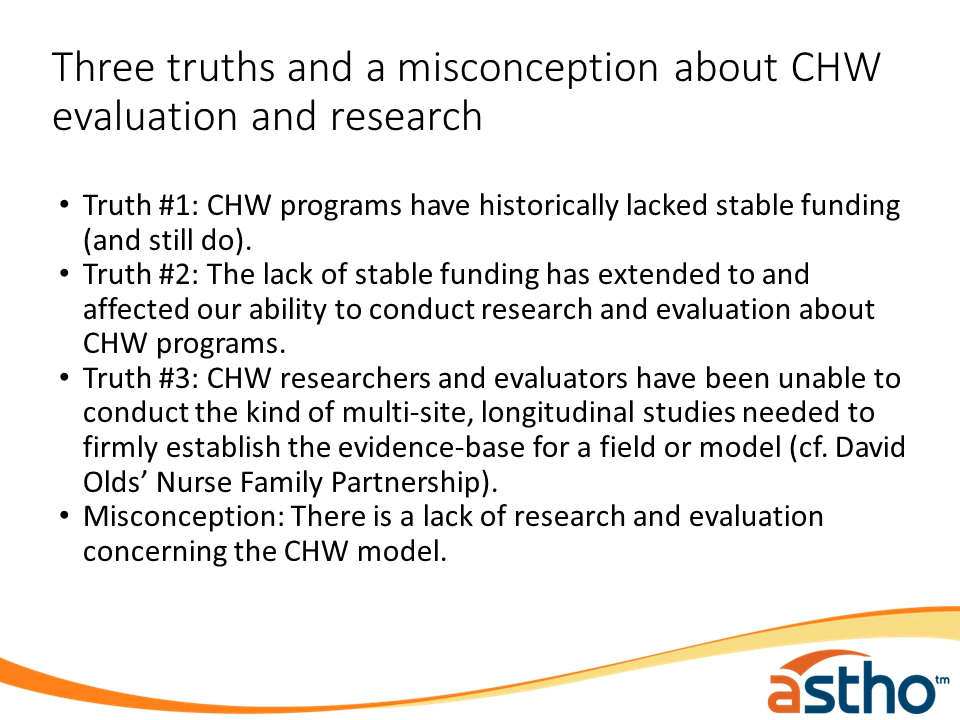 Three truths and a misconception about CHW
evaluation and research
• Truth #1: CHW programs have historically lacked stable funding
(and still do).
• Truth #2: The lack of stable funding has extended to and
affected our ability to conduct research and evaluation about
CHW programs.
• Truth #3: CHW researchers and evaluators have been unable to
conduct the kind of multi-site, longitudinal studies needed to
firmly establish the evidence-base for a field or model (cf. David
Olds’ Nurse Family Partnership).
• Misconception: There is a lack of research and evaluation
concerning the CHW model.
astho™